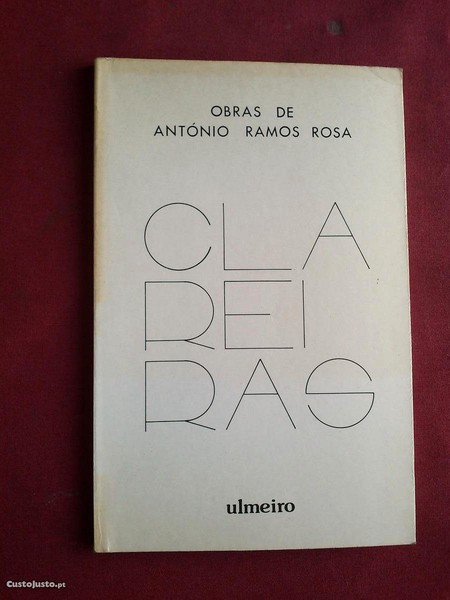 OBRAS DE
ANTÓNIO RAMOS ROSA
CLA
REI
RAS
ulmeiro
CustoJusto.pt